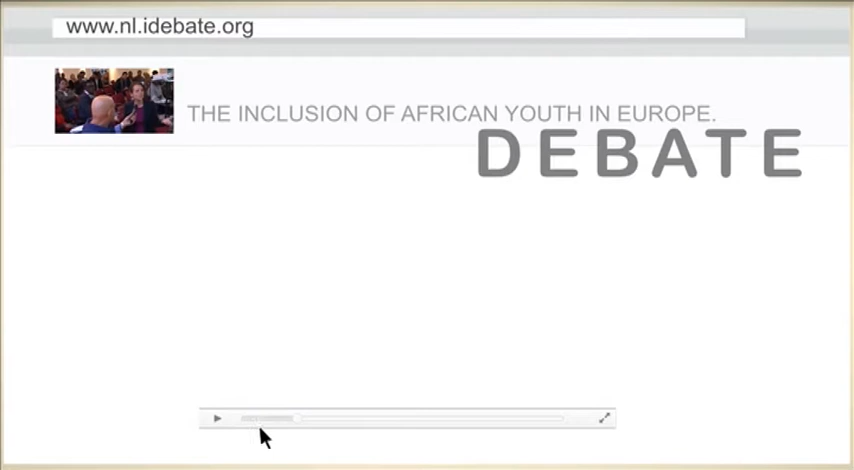 www.nl.idebate.org
THE INCLUSION OF AFRICAN YOUTH IN EUROPE.
DEBATE